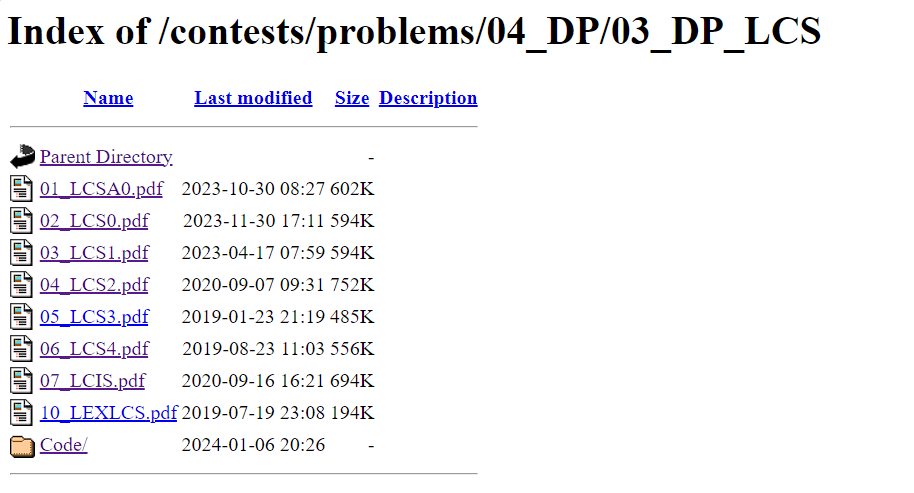 Index of /contests/problems/04_DP/03_DP_LCS
Name Last modified Size Description
Parent Directory -
01_LCSA0.pdf 2023-10-30 08:27 602K
02_LCS0.pdf 2023-11-30 17:11 594K
03_LCS1.pdf 2023-04-17 07:59 594K
04_LCS2.pdf 2020-09-07 09:31 752K
05_LCS3.pdf 2019-01-23 21:19 485K
06_LCS4.pdf 2019-08-23 11:03 556K
07_LCIS.pdf 2020-09-16 16:21 694K
10_LEXLCS.pdf 2019-07-19 23:08 194K
Code/ 2024-01-06 20:26 -